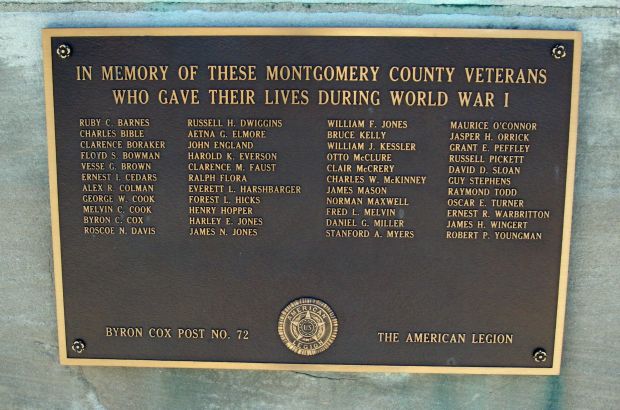 IN MEMORY OF THESE MONTGOMERY COUNTY VETERANS
WHO GAVE THEIR LIVES DURING WORLD WAR I
RUBY C. BARNES
CHARLES BIBLE
CLARENCE BORAKER
FLOYD S. BOWMAN
VESSE G. BROWN
ERNEST I. CEDARS
ALEX R. COLMAN
GEORGE W. COOK
MELVIN C. COOK
BYRON C. COX
ROSCOE N. DAVIS
RUSSELL H. DWIGGINS
AETNA G. ELMORE
JOHN ENGLAND
HAROLD K. EVERSON
CLARENCE M. FAUST
RALPH FLORA
EVERETT L. HARSHBARGER
FOREST L. HICKS
HENRY HOPPER
HARLEY E. JONES
JAMES N. JONES
WILLIAM F. JONES
BRUCE KELLY
WILLIAM J. KESSLER
OTTO McCLURE
CLAIR McCRERY
CHARLES W. McKINNEY
JAMES MASON
NORMAN MAXWELL
FRED L. MELVIN
DANIEL G. MILLER
STANFORD A. MYERS
MAURICE O'CONNOR
JASPER H. ORRICK
GRANT E. PEFFLEY
RUSSELL PICKETT
DAVID D. SLOAN
GUY STEPHENS
RAYMOND TODD
OSCAR E. TURNER
ERNEST R. WARBRITTON
JAMES H. WINGERT
ROBERT P. YOUNGMAN
BYRON COX POST NO. 72
AMERICAN
US
LEGION
THE AMERICAN LEGION